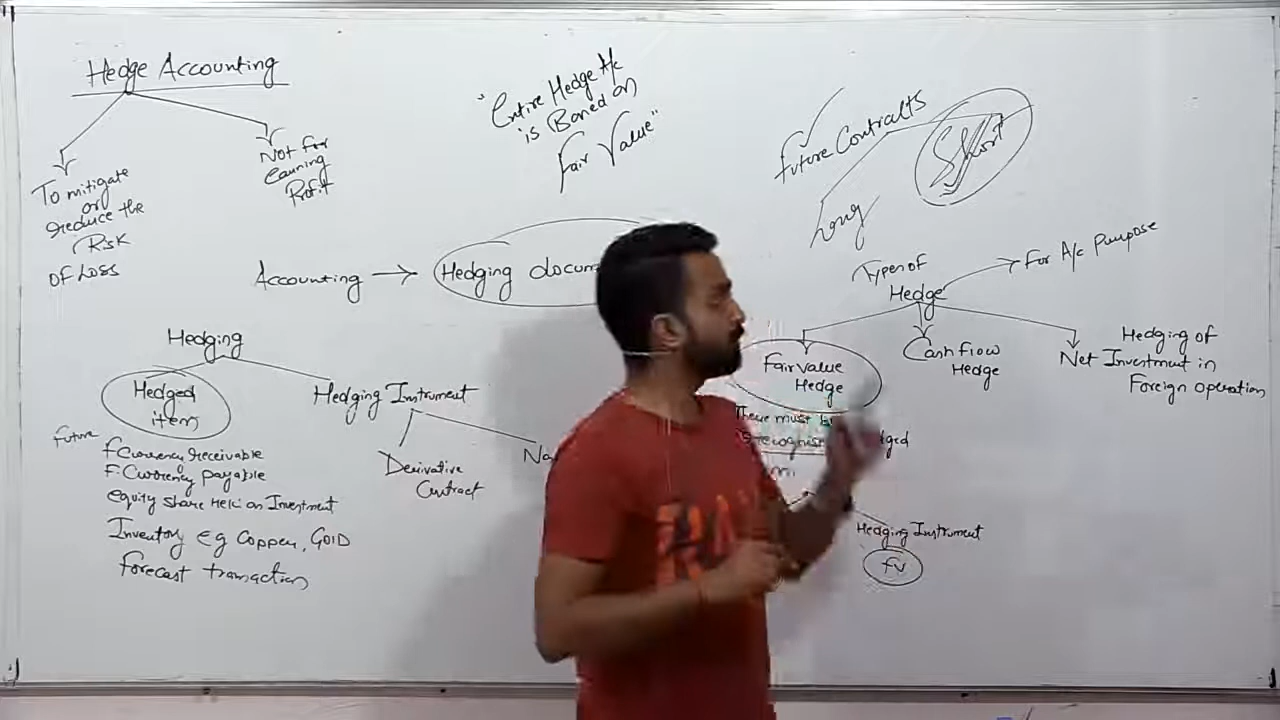 Hedge Accounting
To mitigate
or
reduce the
Risk
of Loss
Not for
earning
Profit
"Entire Hedge A/c
is Based on
Fair Value"
Future Contracts
Long
Short
Accounting → Hedging
Hedging
Hedged
item
Future
F Currency receivable
F. Currency payable
equity share Held as Investment
Inventory eg Copper, Gold
Forecast transaction
Hedging Instrument
Derivative
Contract
Types of
Hedge
For A/c Purpose
Fair Value
Hedge
There must
recognise
Hedging Instrument
FV
Cash flow
Hedge
Hedging of
Net Investment in
Foreign operation